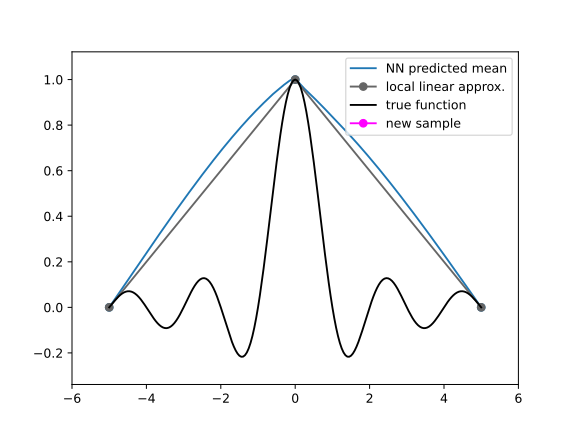 NN predicted mean
local linear approx.
true function
new sample
1.0
0.8
0.6
0.4
0.2
0.0
−0.2
−6 −4 −2 0 2 4 6